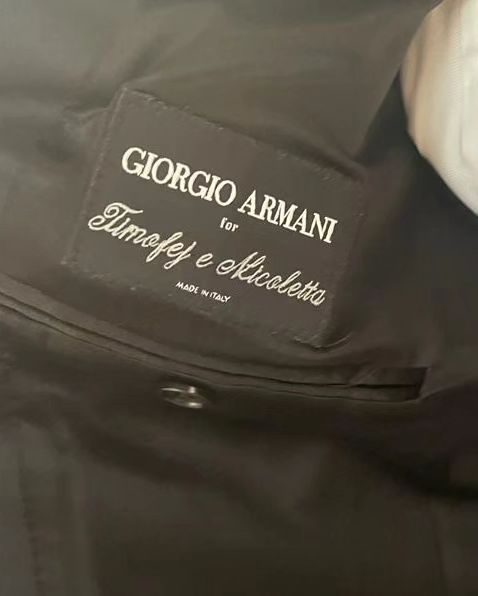 GIORGIO ARMANI
for
Timofej e Nicoletta
MADE IN ITALY